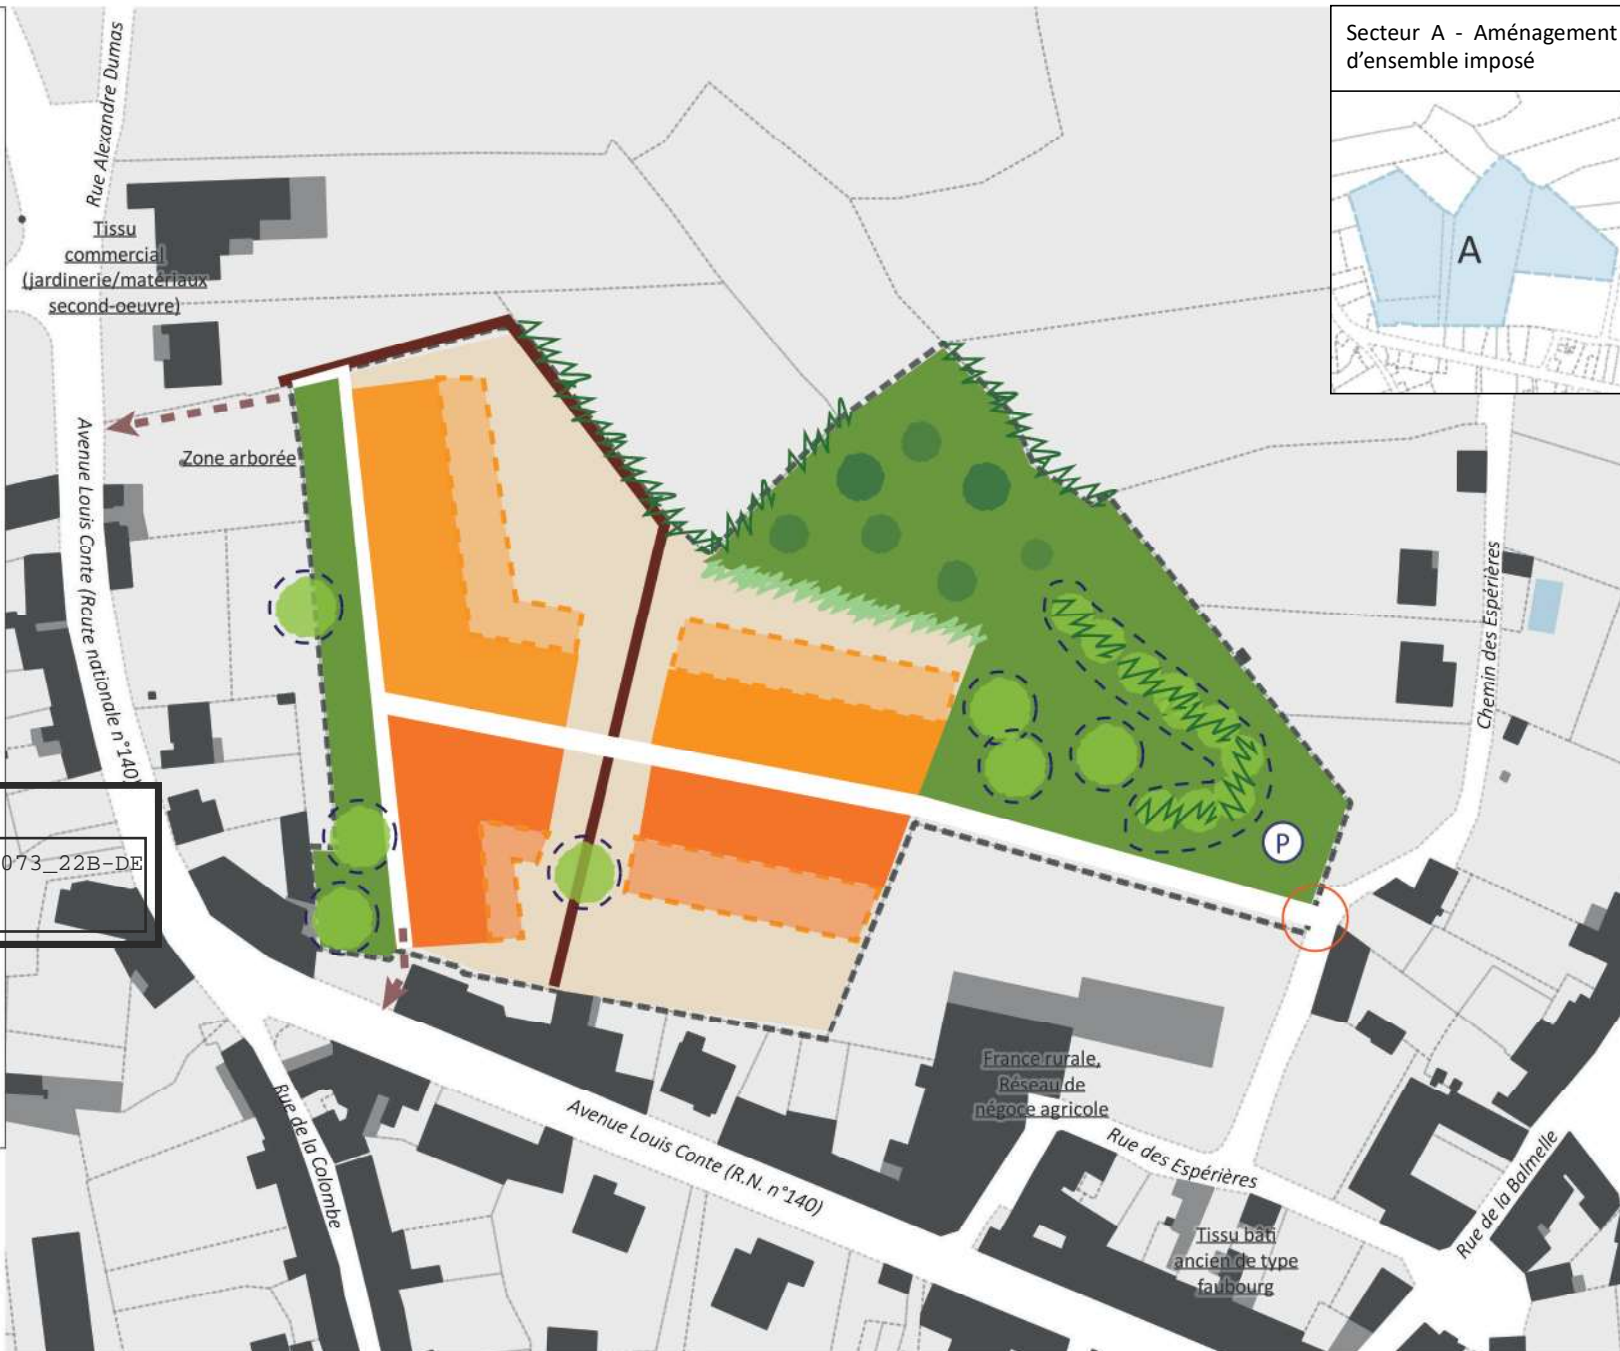 Secteur A - Aménagement
d'ensemble imposé
A
Rue Alexandre Dumas
Tissu
commercial
(jardinerie/matériaux
second-oeuvre)
Zone arborée
Avenue Louis Conte (Route nationale n°140)
073_22B-DE
Chemin des Espérières
P
France rurale,
Réseau de
négoce agricole
Rue de la Colombe
Avenue Louis Conte (R.N. n°140)
Rue des Espérières
Rue de la Balmelle
Tissu bâti
ancien de type
faubourg